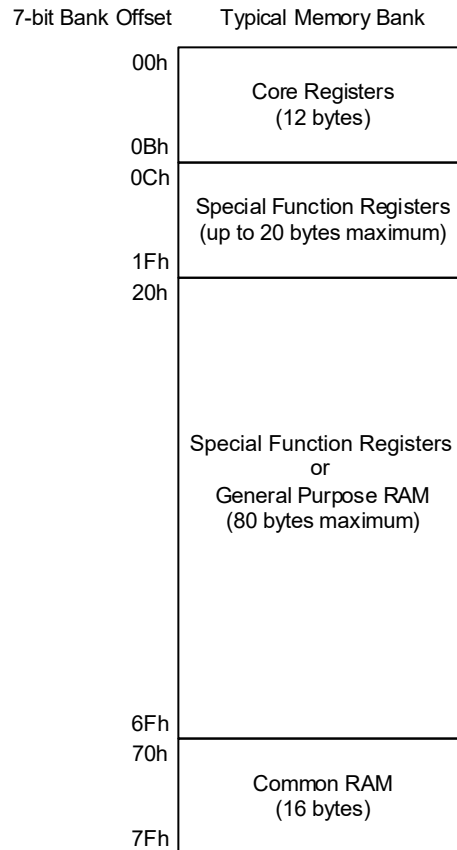 7-bit Bank Offset Typical Memory Bank
00h
Core Registers
(12 bytes)
0Bh
0Ch
Special Function Registers
(up to 20 bytes maximum)
1Fh
20h
Special Function Registers
or
General Purpose RAM
(80 bytes maximum)
6Fh
70h
Common RAM
(16 bytes)
7Fh